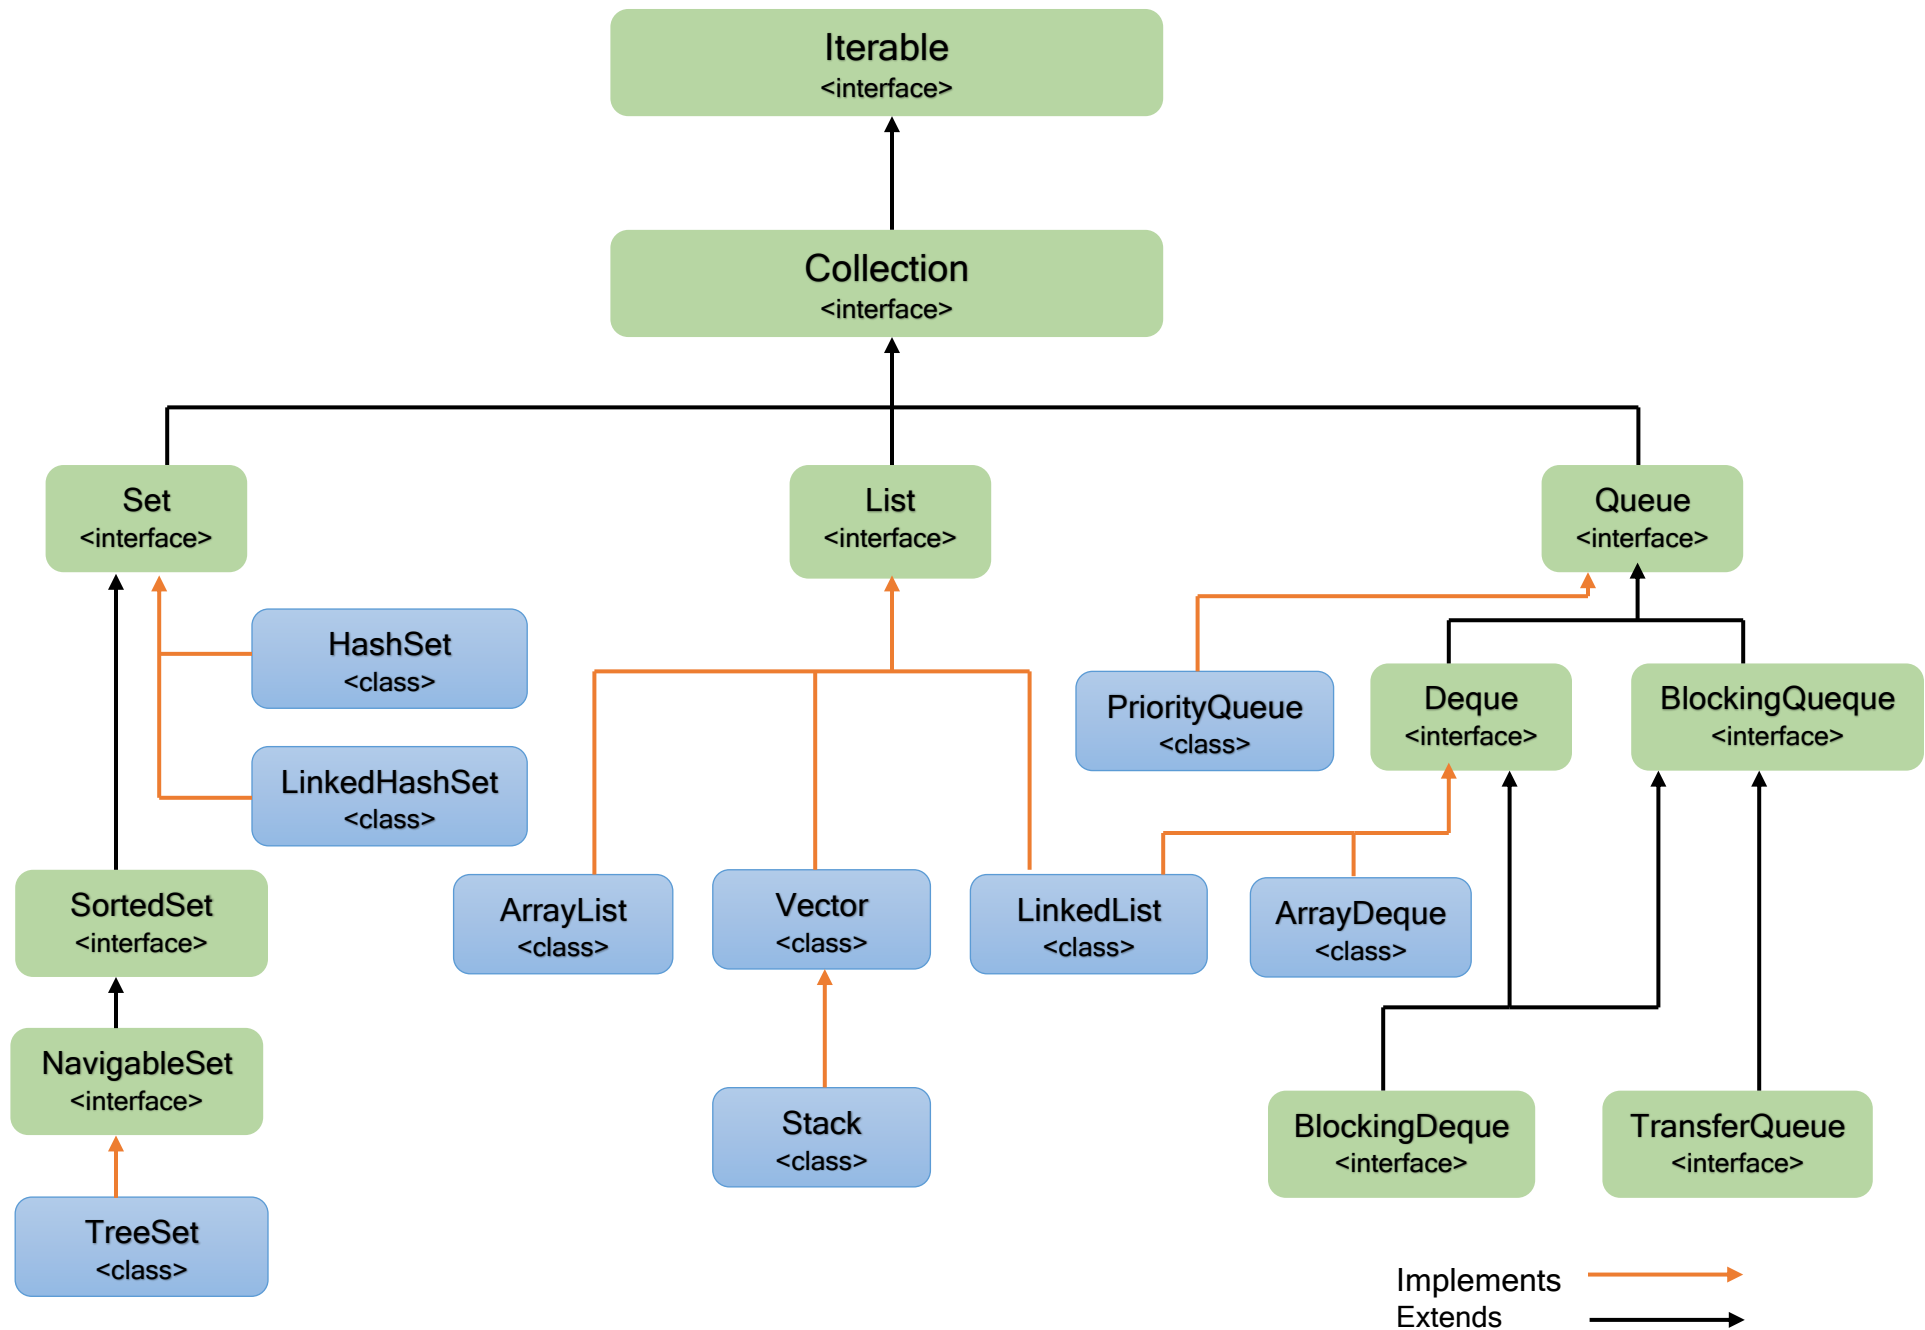 Iterable
<interface>
Collection
<interface>
Set
<interface>
List
<interface>
Queue
<interface>
HashSet
<class>
PriorityQueue
<class>
Deque
<interface>
BlockingQueque
<interface>
LinkedHashSet
<class>
SortedSet
<interface>
ArrayList
<class>
Vector
<class>
LinkedList
<class>
ArrayDeque
<class>
NavigableSet
<interface>
Stack
<class>
BlockingDeque
<interface>
TransferQueue
<interface>
TreeSet
<class>
Implements
Extends